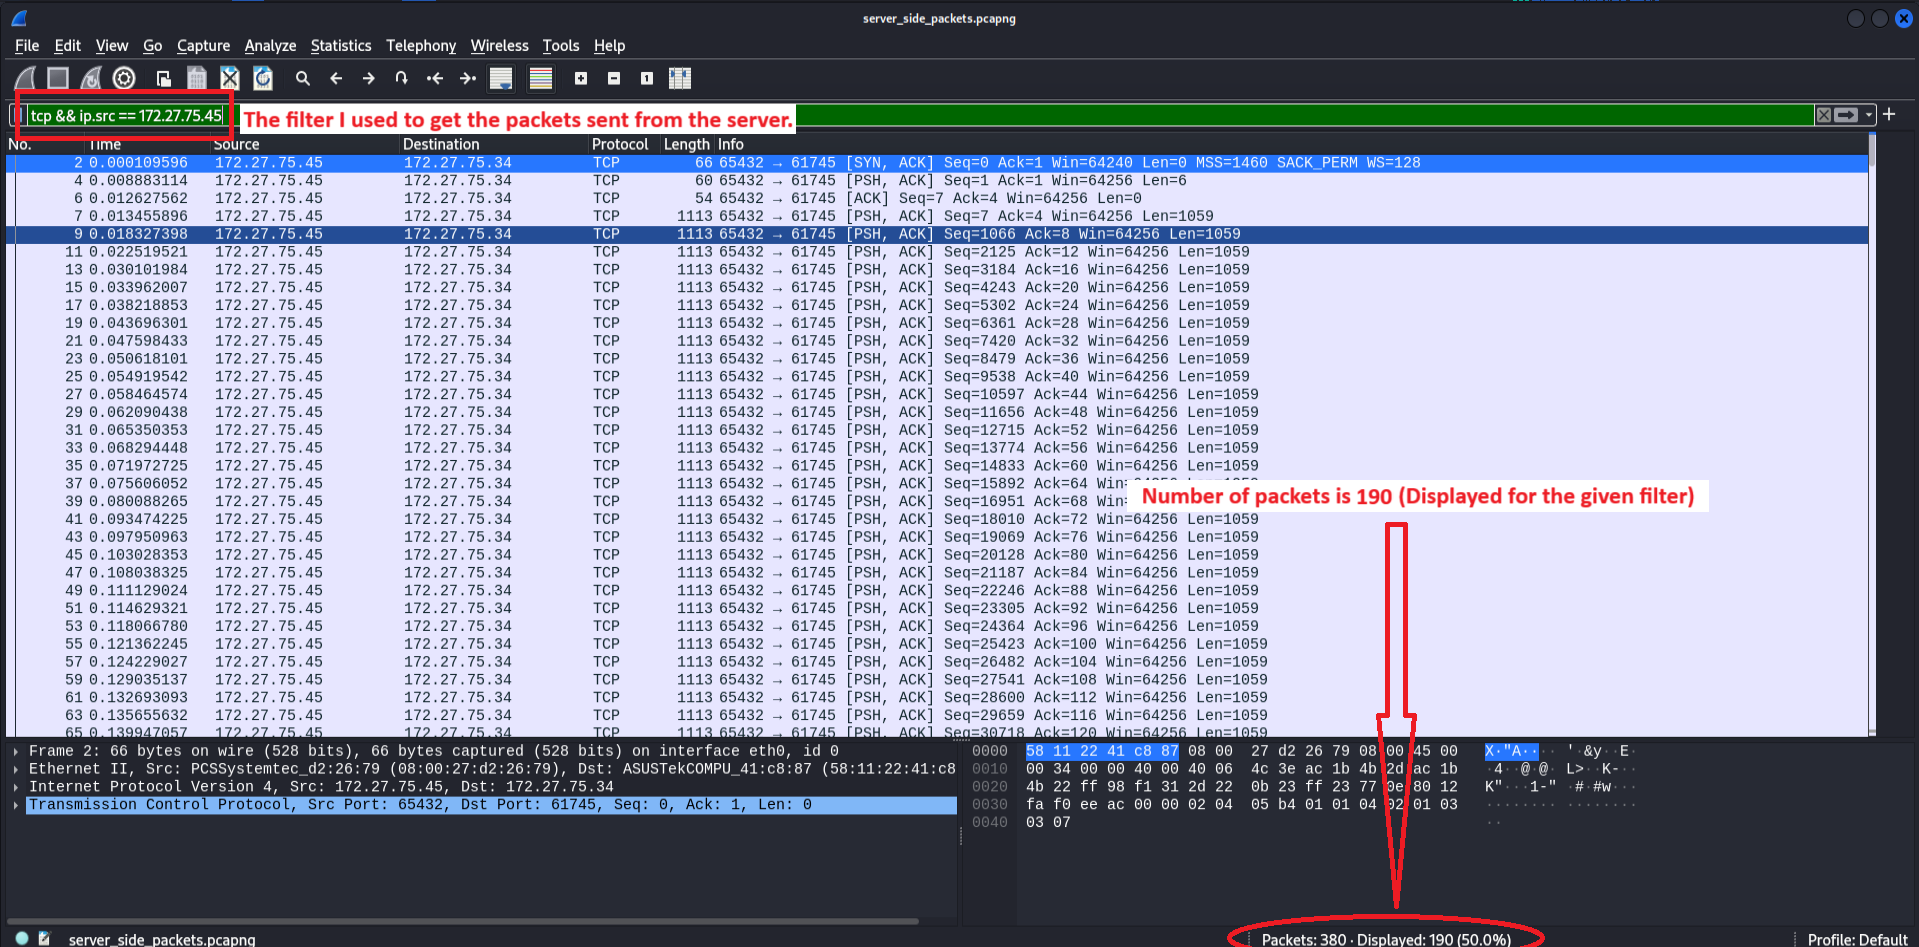 server_side_packets.pcapng
File Edit View Go Capture Analyze Statistics Telephony Wireless Tools Help
tcp && ip.src == 172.27.75.45
The filter I used to get the packets sent from the server.
No. Time Source Destination Protocol Length Info
2 0.000109596 172.27.75.45 172.27.75.34 TCP 66 65432 → 61745 [SYN, ACK] Seq=0 Ack=1 Win=64240 Len=0 MSS=1460 SACK_PERM WS=128
4 0.008883114 172.27.75.45 172.27.75.34 TCP 60 65432 → 61745 [PSH, ACK] Seq=1 Ack=1 Win=64256 Len=6
6 0.012627562 172.27.75.45 172.27.75.34 TCP 54 65432 → 61745 [ACK] Seq=7 Ack=4 Win=64256 Len=0
7 0.013455896 172.27.75.45 172.27.75.34 TCP 1113 65432 → 61745 [PSH, ACK] Seq=7 Ack=4 Win=64256 Len=1059
9 0.018327398 172.27.75.45 172.27.75.34 TCP 1113 65432 → 61745 [PSH, ACK] Seq=1066 Ack=8 Win=64256 Len=1059
11 0.022519521 172.27.75.45 172.27.75.34 TCP 1113 65432 → 61745 [PSH, ACK] Seq=2125 Ack=12 Win=64256 Len=1059
13 0.030101984 172.27.75.45 172.27.75.34 TCP 1113 65432 → 61745 [PSH, ACK] Seq=3184 Ack=16 Win=64256 Len=1059
15 0.033962007 172.27.75.45 172.27.75.34 TCP 1113 65432 → 61745 [PSH, ACK] Seq=4243 Ack=20 Win=64256 Len=1059
17 0.038218853 172.27.75.45 172.27.75.34 TCP 1113 65432 → 61745 [PSH, ACK] Seq=5302 Ack=24 Win=64256 Len=1059
19 0.043696301 172.27.75.45 172.27.75.34 TCP 1113 65432 → 61745 [PSH, ACK] Seq=6361 Ack=28 Win=64256 Len=1059
21 0.047598433 172.27.75.45 172.27.75.34 TCP 1113 65432 → 61745 [PSH, ACK] Seq=7420 Ack=32 Win=64256 Len=1059
23 0.050618101 172.27.75.45 172.27.75.34 TCP 1113 65432 → 61745 [PSH, ACK] Seq=8479 Ack=36 Win=64256 Len=1059
25 0.054919542 172.27.75.45 172.27.75.34 TCP 1113 65432 → 61745 [PSH, ACK] Seq=9538 Ack=40 Win=64256 Len=1059
27 0.058464574 172.27.75.45 172.27.75.34 TCP 1113 65432 → 61745 [PSH, ACK] Seq=10597 Ack=44 Win=64256 Len=1059
29 0.062090438 172.27.75.45 172.27.75.34 TCP 1113 65432 → 61745 [PSH, ACK] Seq=11656 Ack=48 Win=64256 Len=1059
31 0.065350353 172.27.75.45 172.27.75.34 TCP 1113 65432 → 61745 [PSH, ACK] Seq=12715 Ack=52 Win=64256 Len=1059
33 0.068294448 172.27.75.45 172.27.75.34 TCP 1113 65432 → 61745 [PSH, ACK] Seq=13774 Ack=56 Win=64256 Len=1059
35 0.071972725 172.27.75.45 172.27.75.34 TCP 1113 65432 → 61745 [PSH, ACK] Seq=14833 Ack=60 Win=64256 Len=1059
37 0.075606052 172.27.75.45 172.27.75.34 TCP 1113 65432 → 61745 [PSH, ACK] Seq=15892 Ack=64
39 0.080088265 172.27.75.45 172.27.75.34 TCP 1113 65432 → 61745 [PSH, ACK] Seq=16951 Ack=68
Number of packets is 190 (Displayed for the given filter)
41 0.093474225 172.27.75.45 172.27.75.34 TCP 1113 65432 → 61745 [PSH, ACK] Seq=18010 Ack=72 Win=64256 Len=1059
43 0.097950963 172.27.75.45 172.27.75.34 TCP 1113 65432 → 61745 [PSH, ACK] Seq=19069 Ack=76 Win=64256 Len=1059
45 0.103028353 172.27.75.45 172.27.75.34 TCP 1113 65432 → 61745 [PSH, ACK] Seq=20128 Ack=80 Win=64256 Len=1059
47 0.108038325 172.27.75.45 172.27.75.34 TCP 1113 65432 → 61745 [PSH, ACK] Seq=21187 Ack=84 Win=64256 Len=1059
49 0.111129024 172.27.75.45 172.27.75.34 TCP 1113 65432 → 61745 [PSH, ACK] Seq=22246 Ack=88 Win=64256 Len=1059
51 0.114629321 172.27.75.45 172.27.75.34 TCP 1113 65432 → 61745 [PSH, ACK] Seq=23305 Ack=92 Win=64256 Len=1059
53 0.118066780 172.27.75.45 172.27.75.34 TCP 1113 65432 → 61745 [PSH, ACK] Seq=24364 Ack=96 Win=64256 Len=1059
55 0.121362245 172.27.75.45 172.27.75.34 TCP 1113 65432 → 61745 [PSH, ACK] Seq=25423 Ack=100 Win=64256 Len=1059
57 0.124229027 172.27.75.45 172.27.75.34 TCP 1113 65432 → 61745 [PSH, ACK] Seq=26482 Ack=104 Win=64256 Len=1059
59 0.129035137 172.27.75.45 172.27.75.34 TCP 1113 65432 → 61745 [PSH, ACK] Seq=27541 Ack=108 Win=64256 Len=1059
61 0.132693093 172.27.75.45 172.27.75.34 TCP 1113 65432 → 61745 [PSH, ACK] Seq=28600 Ack=112 Win=64256 Len=1059
63 0.135655632 172.27.75.45 172.27.75.34 TCP 1113 65432 → 61745 [PSH, ACK] Seq=29659 Ack=116 Win=64256 Len=1059
65 0.139947057 172.27.75.45 172.27.75.34 TCP 1113 65432 → 61745 [PSH, ACK] Seq=30718 Ack=120 Win=64256 Len=1059
Frame 2: 66 bytes on wire (528 bits), 66 bytes captured (528 bits) on interface eth0, id 0
Ethernet II, Src: PCSSystemtec_d2:26:79 (08:00:27:d2:26:79), Dst: ASUSTekCOMPU_41:c8:87 (58:11:22:41:c8
Internet Protocol Version 4, Src: 172.27.75.45, Dst: 172.27.75.34
Transmission Control Protocol, Src Port: 65432, Dst Port: 61745, Seq: 0, Ack: 1, Len: 0
0000 58 11 22 41 c8 87 08 00 27 d2 26 79 08 00 45 00 X·"A···· '·&y··E·
0010 00 34 00 00 40 00 40 06 4c 3e ac 1b 4b 2d ac 1b ·4··@·@· L>··K-··
0020 4b 22 ff 98 f1 31 2d 22 0b 23 ff 23 77 0e 80 12 K"···1-" ·#·#w···
0030 fa f0 ee ac 00 00 02 04 05 b4 01 01 04 02 01 03 ········ ········
0040 03 07 ··
server_side_packets.pcapng
Packets: 380 · Displayed: 190 (50.0%)
Profile: Default